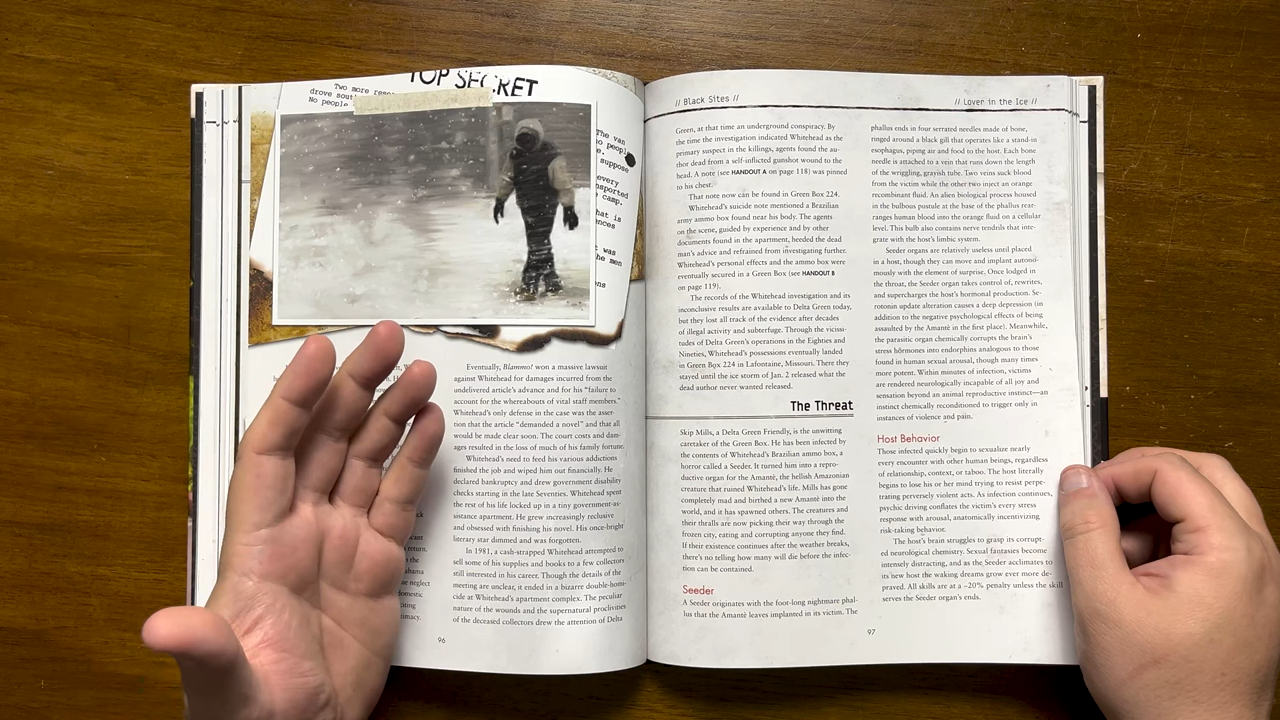 TOP SECRET
Two more
drove sout
No people
The van
no people
e.
suppose
every
nsported
e camp.
hat is
ences
t was
he men
ons
Eventually, Blammo! won a massive lawsuit
against Whitehead for damages incurred from the
undelivered article's advance and for his "failure to
account for the whereabouts of vital staff members."
Whitehead's only defense in the case was the asser-
tion that the article "demanded a novel" and that all
would be made clear soon. The court costs and dam-
ages resulted in the loss of much of his family fortune.
Whitehead's need to feed his various addictions
finished the job and wiped him out financially. He
declared bankruptcy and drew government disability
checks starting in the late Seventies. Whitehead spent
the rest of his life locked up in a tiny government-as-
sistance apartment. He grew increasingly reclusive
and obsessed with finishing his novel. His once-bright
literary star dimmed and was forgotten.
In 1981, a cash-strapped Whitehead attempted to
sell some of his supplies and books to a few collectors
still interested in his career. Though the details of the
meeting are unclear, it ended in a bizarre double-homi-
cide at Whitehead's apartment complex. The peculiar
nature of the wounds and the supernatural proclivities
of the deceased collectors drew the attention of Delta
96
// Black Sites //
// Lover in the Ice //
Green, at that time an underground conspiracy. By
the time the investigation indicated Whitehead as the
primary suspect in the killings, agents found the au-
thor dead from a self-inflicted gunshot wound to the
head. A note (see HANDOUT A on page 118) was pinned
to his chest.
That note now can be found in Green Box 224.
Whitehead's suicide note mentioned a Brazilian
army ammo box found near his body. The agents
on the scene, guided by experience and by other
documents found in the apartment, heeded the dead
man's advice and refrained from investigating further.
Whitehead's personal effects and the ammo box were
eventually secured in a Green Box (see HANDOUT B
on page 119).
The records of the Whitehead investigation and its
inconclusive results are available to Delta Green today,
but they lost all track of the evidence after decades
of illegal activity and subterfuge. Through the vicissi-
tudes of Delta Green's operations in the Eighties and
Nineties, Whitehead's possessions eventually landed
in Green Box 224 in Lafontaine, Missouri. There they
stayed until the ice storm of Jan. 2 released what the
dead author never wanted released.
The Threat
Skip Mills, a Delta Green Friendly, is the unwitting
caretaker of the Green Box. He has been infected by
the contents of Whitehead's Brazilian ammo box, a
horror called a Seeder. It turned him into a repro-
ductive organ for the Amante, the hellish Amazonian
creature that ruined Whitehead's life. Mills has gone
completely mad and birthed a new Amante into the
world, and it has spawned others. The creatures and
their thralls are now picking their way through the
frozen city, eating and corrupting anyone they find.
If their existence continues after the weather breaks,
there's no telling how many will die before the infec-
tion can be contained.
Seeder
A Seeder originates with the foot-long nightmare phal-
lus that the Amante leaves implanted in its victim. The
phallus ends in four serrated needles made of bone,
ringed around a black gill that operates like a stand-in
esophagus, piping air and food to the host. Each bone
needle is attached to a vein that runs down the length
of the wriggling, grayish tube. Two veins suck blood
from the victim while the other two inject an orange
recombinant fluid. An alien biological process housed
in the bulbous pustule at the base of the phallus rear-
ranges human blood into the orange fluid on a cellular
level. This bulb also contains nerve tendrils that inte-
grate with the host's limbic system.
Seeder organs are relatively useless until placed
in a host, though they can move and implant autono-
mously with the element of surprise. Once lodged in
the throat, the Seeder organ takes control of, rewrites,
and supercharges the host's hormonal production. Se-
rotonin update alteration causes a deep depression (in
addition to the negative psychological effects of being
assaulted by the Amante in the first place). Meanwhile,
the parasitic organ chemically corrupts the brain's
stress hormones into endorphins analogous to those
found in human sexual arousal, though many times
more potent. Within minutes of infection, victims
are rendered neurologically incapable of all joy and
sensation beyond an animal reproductive instinct—an
instinct chemically reconditioned to trigger only in
instances of violence and pain.
Host Behavior
Those infected quickly begin to sexualize nearly
every encounter with other human beings, regardless
of relationship, context, or taboo. The host literally
begins to lose his or her mind trying to resist perpe-
trating perversely violent acts. As infection continues,
psychic driving conflates the victim's every stress
response with arousal, anatomically incentivizing
risk-taking behavior.
The host's brain struggles to grasp its corrupt-
ed neurological chemistry. Sexual fantasies become
intensely distracting, and as the Seeder acclimates to
its new host the waking dreams grow ever more de-
praved. All skills are at a −20% penalty unless the skill
serves the Seeder organ's ends.
97